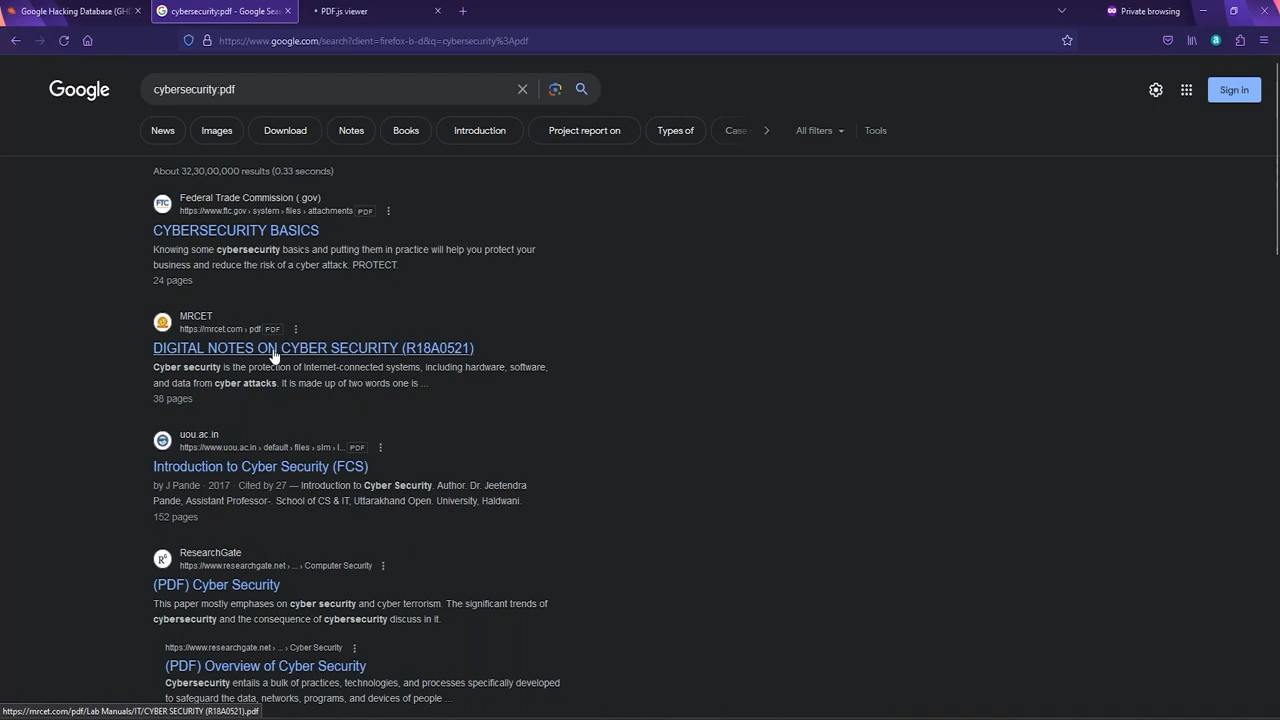 Google Hacking Database (GH
cybersecurity:pdf - Google Sea
PDF.js viewer
Private browsing
https://www.google.com/search?client=firefox-b-d&q=cybersecurity%3Apdf
Google
cybersecurity:pdf
Sign in
News
Images
Download
Notes
Books
Introduction
Project report on
Types of
Case
All filters
Tools
About 32,30,00,000 results (0.33 seconds)
FTC
Federal Trade Commission (.gov)
https://www.ftc.gov › system › files › attachments PDF
CYBERSECURITY BASICS
Knowing some cybersecurity basics and putting them in practice will help you protect your
business and reduce the risk of a cyber attack. PROTECT.
24 pages
MRCET
https://mrcet.com › pdf PDF
DIGITAL NOTES ON CYBER SECURITY (R18A0521)
Cyber security is the protection of Internet-connected systems, including hardware, software,
and data from cyber attacks. It is made up of two words one is ...
38 pages
uou.ac.in
https://www.uou.ac.in › default › files › slm › I... PDF
Introduction to Cyber Security (FCS)
by J Pande · 2017 · Cited by 27 — Introduction to Cyber Security. Author. Dr. Jeetendra
Pande, Assistant Professor-. School of CS & IT, Uttarakhand Open. University, Haldwani.
152 pages
R⁶
ResearchGate
https://www.researchgate.net › ... › Computer Security
(PDF) Cyber Security
This paper mostly emphases on cyber security and cyber terrorism. The significant trends of
cybersecurity and the consequence of cybersecurity discuss in it.
https://www.researchgate.net › ... › Cyber Security
(PDF) Overview of Cyber Security
Cybersecurity entails a bulk of practices, technologies, and processes specifically developed
to safeguard the data, networks, programs, and devices of people ...
https://mrcet.com/pdf/Lab Manuals/IT/CYBER SECURITY (R18A0521).pdf